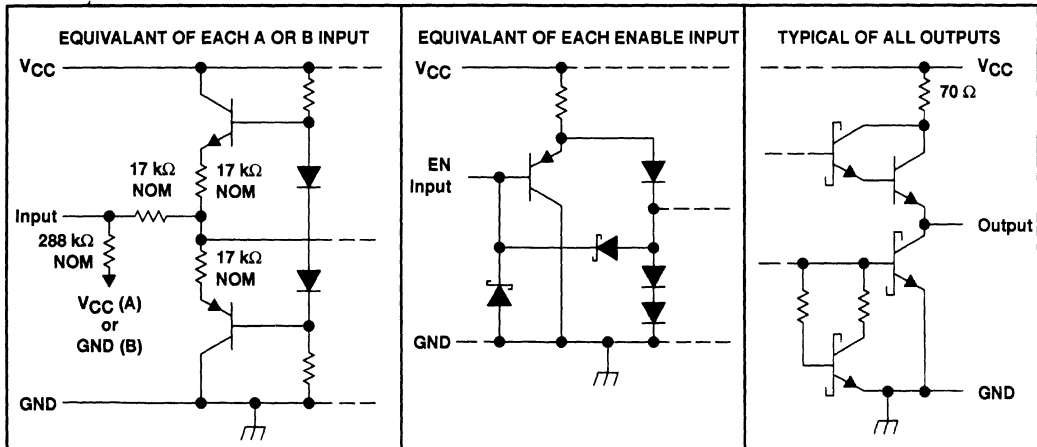 EQUIVALANT OF EACH A OR B INPUT
VCC
17 kΩ
NOM
17 kΩ
NOM
Input
288 kΩ
NOM
17 kΩ
NOM
VCC (A)
or
GND (B)
GND
EQUIVALENT OF EACH ENABLE INPUT
VCC
EN
Input
GND
TYPICAL OF ALL OUTPUTS
VCC
70 Ω
Output
GND